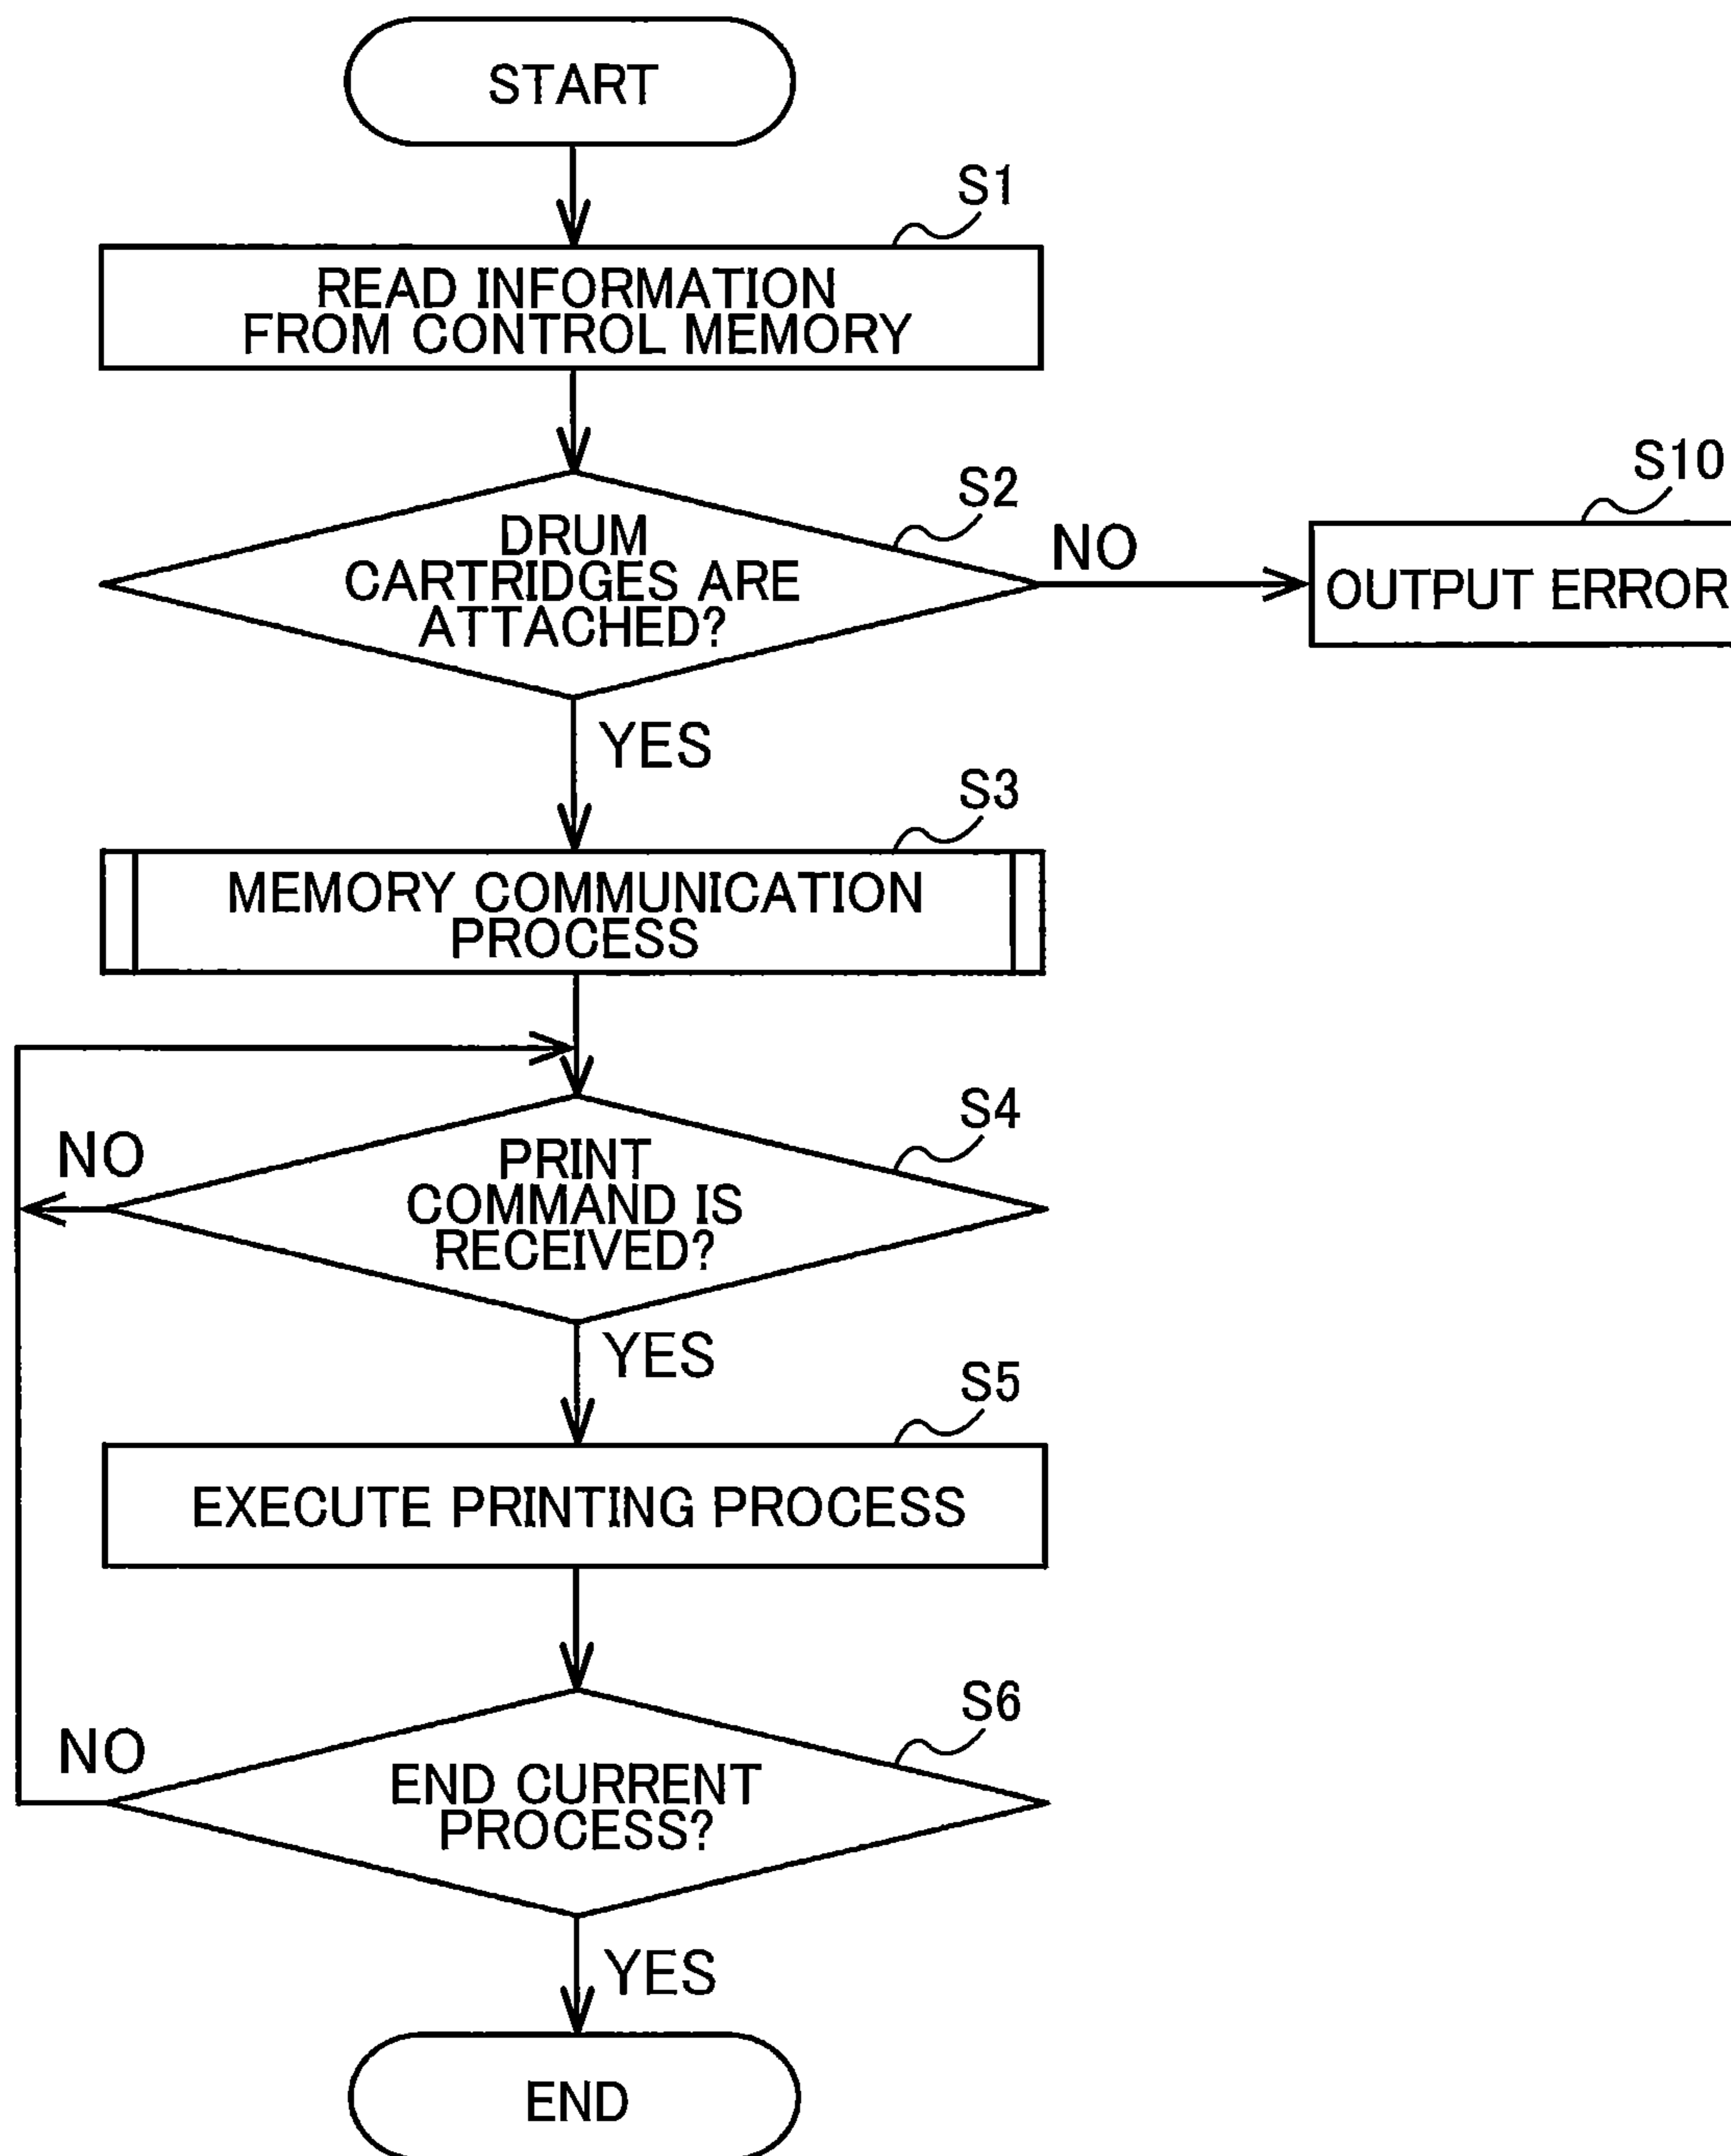 START
S1
READ INFORMATION
FROM CONTROL MEMORY
S2
DRUM
CARTRIDGES ARE
ATTACHED?
NO
S10
OUTPUT ERROR
YES
S3
MEMORY COMMUNICATION
PROCESS
S4
NO
PRINT
COMMAND IS
RECEIVED?
YES
S5
EXECUTE PRINTING PROCESS
S6
NO
END CURRENT
PROCESS?
YES
END